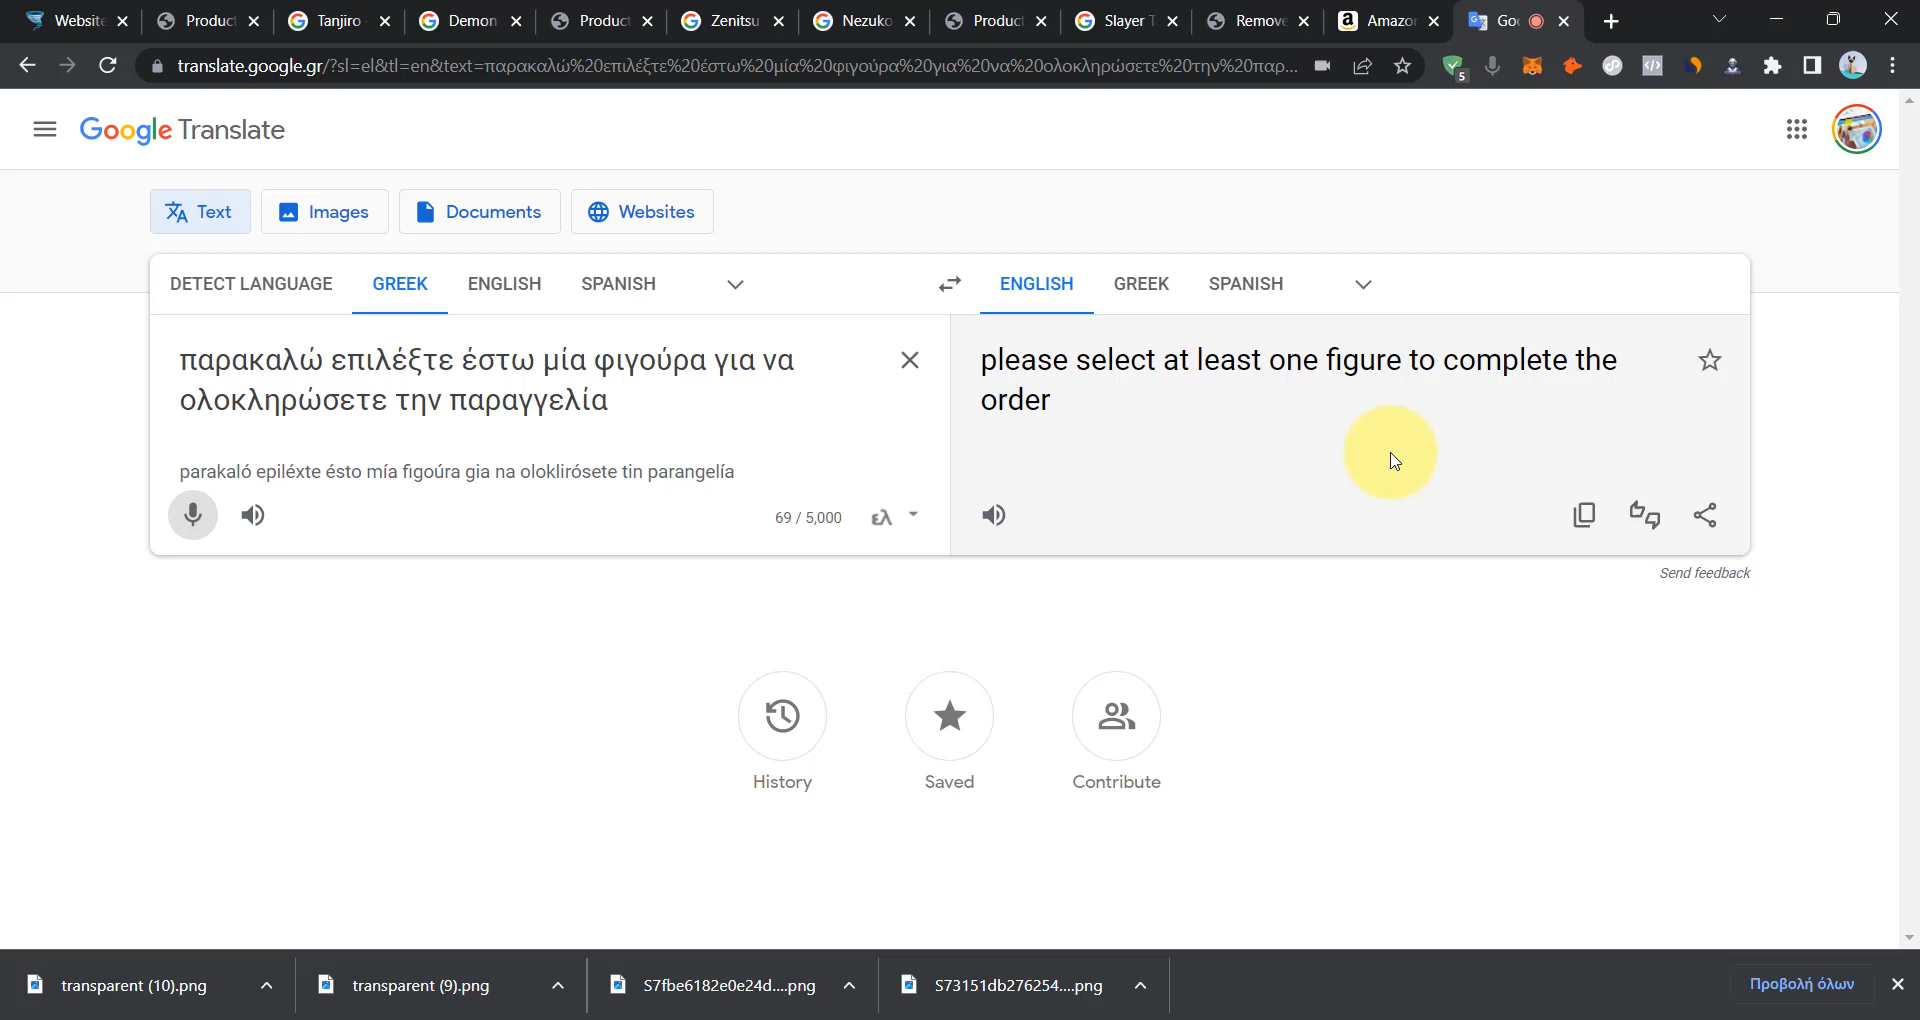 Website
Product
Tanjiro
Demon
Product
Zenitsu
Nezuko
Product
Slayer T
Remove
Amazon
Goo
translate.google.gr/?sl=el&tl=en&text=παρακαλώ%20επιλέξτε%20έστω%20μία%20φιγούρα%20για%20να%20ολοκληρώσετε%20την%20παρ...
5
Google Translate
Text
Images
Documents
Websites
DETECT LANGUAGE
GREEK
ENGLISH
SPANISH
ENGLISH
GREEK
SPANISH
παρακαλώ επιλέξτε έστω μία φιγούρα για να
ολοκληρώσετε την παραγγελία
parakaló epiléxte ésto mía figoúra gia na oloklirósete tin parangelía
69 / 5,000
ελ
please select at least one figure to complete the
order
Send feedback
History
Saved
Contribute
transparent (10).png
transparent (9).png
S7fbe6182e0e24d....png
S73151db276254....png
Προβολή όλων